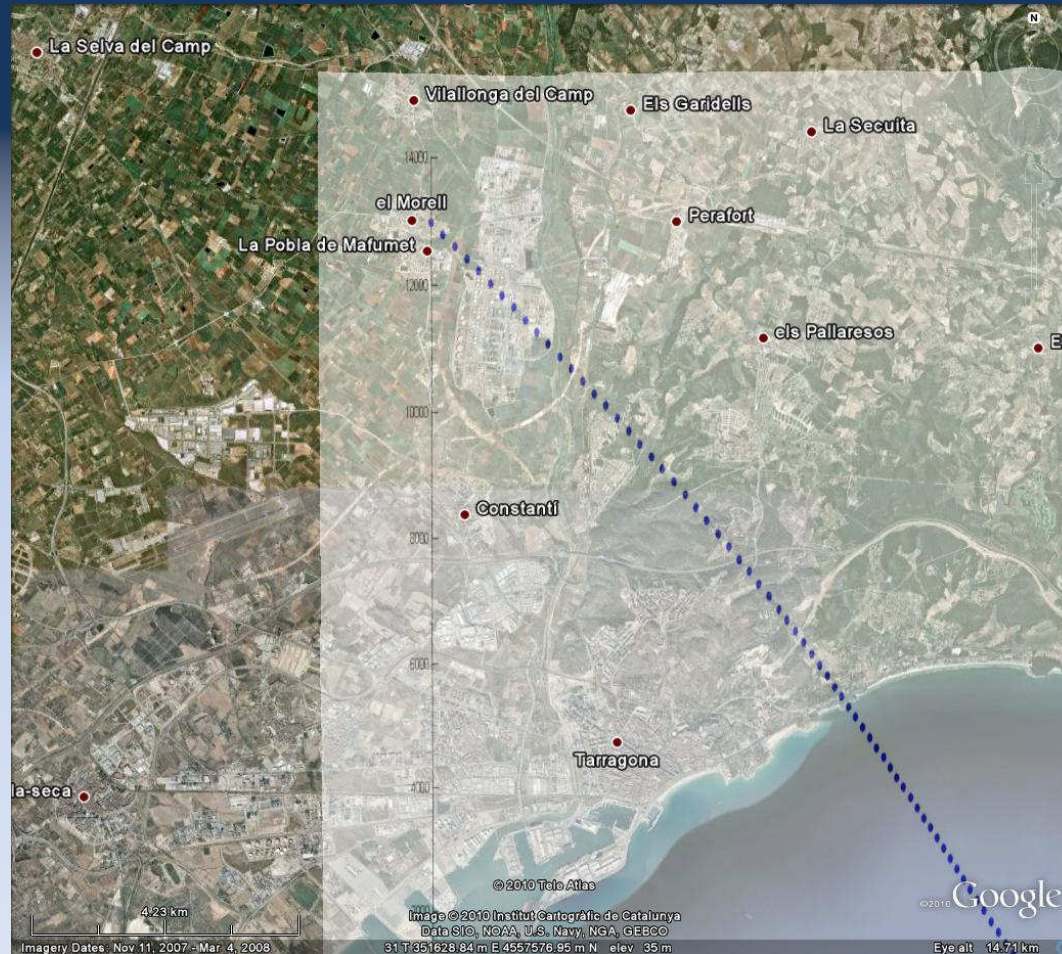 N
La Selva del Camp
Vilallonga del Camp
Els Garidells
La Secuita
14000
el Morell
Perafort
La Pobla de Mafumet
12000
els Pallaresos
E
10000
Constantí
8000
6000
Tarragona
la-seca
4000
© 2010 Tele Atlas
©2010 Google
4.23 km
Image © 2010 Institut Cartogràfic de Catalunya
Data SIO, NOAA, U.S. Navy, NGA, GEBCO
Imagery Dates: Nov 11, 2007 - Mar 4, 2008
31 T 351628.84 m E 4557576.95 m N elev 35 m
Eye alt 14.71 km